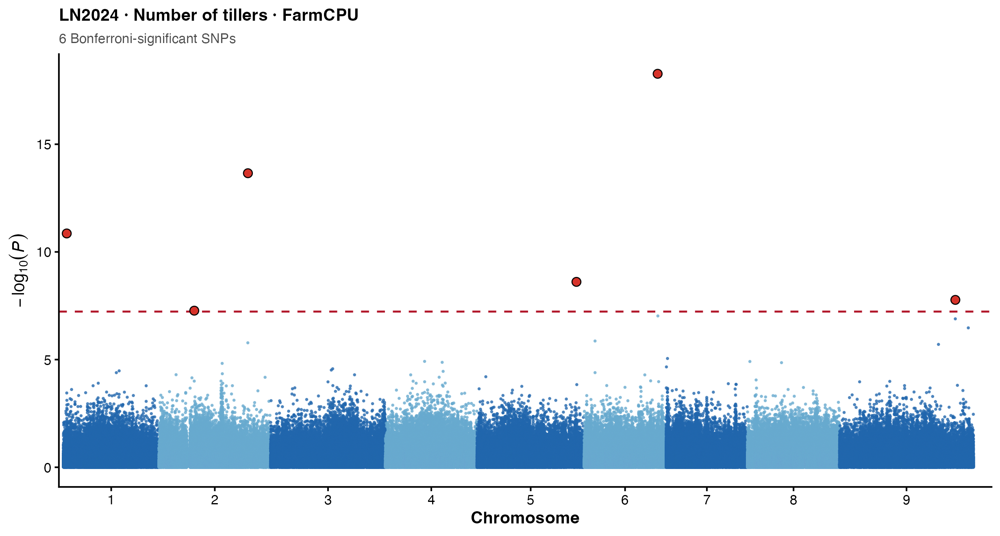 LN2024 · Number of tillers · FarmCPU
6 Bonferroni-significant SNPs
−log10(P)
15
10
5
0
1 2 3 4 5 6 7 8 9
Chromosome